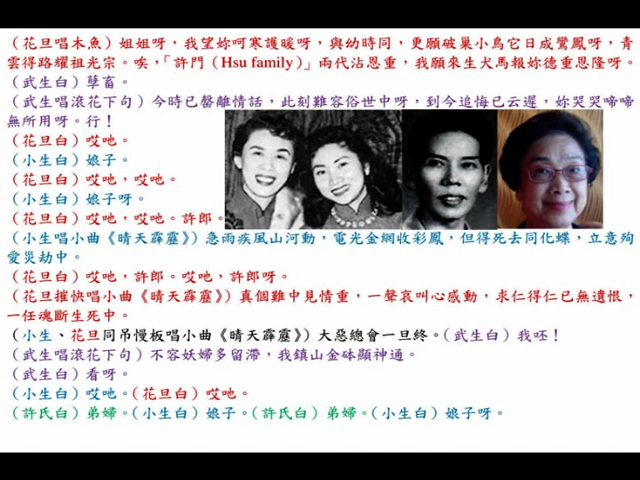 （花旦唱木魚）姐姐呀，我望妳呵寒護暖呀，與幼時同，更願破巢小鳥它日成鸞鳳呀，青
雲得路耀祖光宗。唉，「許門（Hsu family）」兩代沾恩重，我願來生犬馬報妳德重恩隆呀。
（武生白）孽畜。
（武生唱滾花下句）今時已罄離情話，此刻難容俗世中呀，到今追悔已云遲，妳哭哭啼啼
無所用呀。行！
（花旦白）哎吔。
（小生白）娘子。
（花旦白）哎吔，哎吔。
（小生白）娘子呀。
（花旦白）哎吔，哎吔。許郎。
（小生唱小曲《晴天霹靂》）急雨疾風山河動，電光金網收彩鳳，但得死去同化蝶，立意殉
愛災劫中。
（花旦白）哎吔，許郎。哎吔，許郎呀。
（花旦摧快唱小曲《晴天霹靂》）真個難中見情重，一聲哀叫心感動，求仁得仁已無遺恨，
一任魂斷生死中。
（小生、花旦同吊慢板唱小曲《晴天霹靂》）大惡總會一旦終。（武生白）我呸！
（武生唱滾花下句）不容妖婦多留滯，我鎮山金砵顯神通。
（武生白）看呀。
（小生白）哎吔。（花旦白）哎吔。
（許氏白）弟婦。（小生白）娘子。（許氏白）弟婦。（小生白）娘子呀。